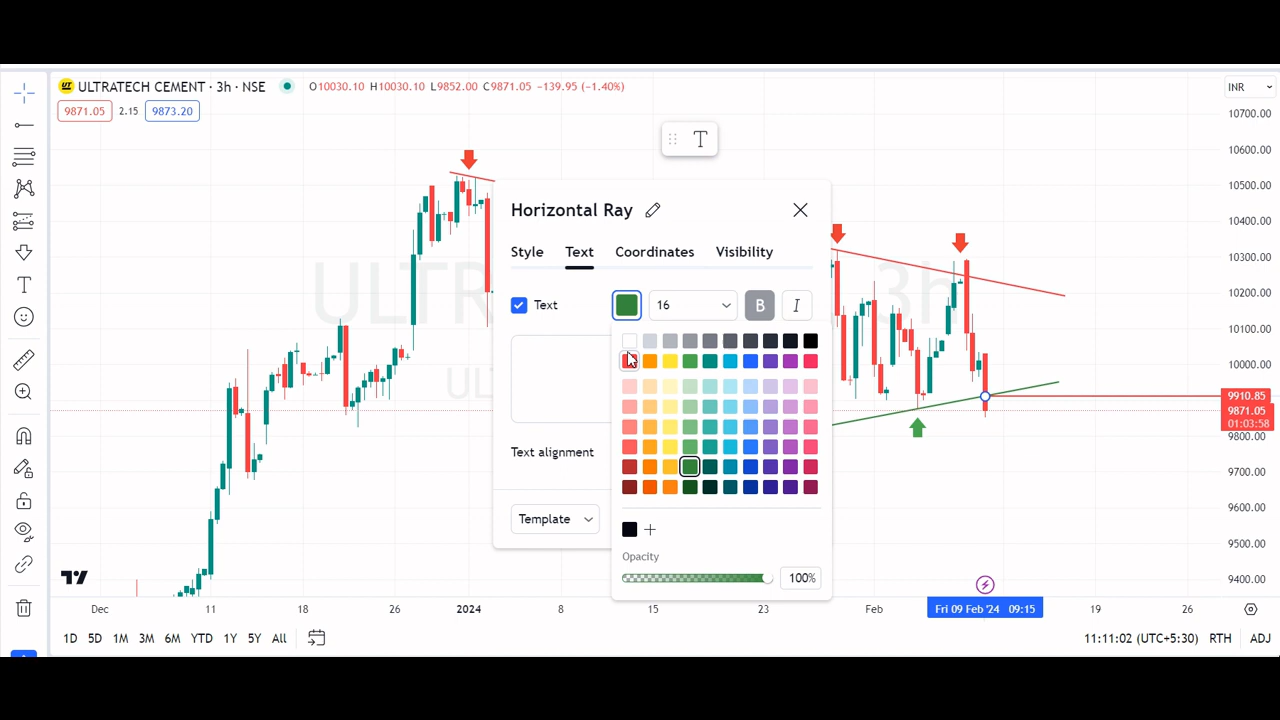 ULTRATECH CEMENT · 3h · NSE
O10030.10 H10030.10 L9852.00 C9871.05 −139.95 (−1.40%)
INR
9871.05 2.15 9873.20
10700.00
T
10600.00
T
Horizontal Ray
10500.00
10400.00
Style Text Coordinates Visibility
10300.00
ULTR 3h
10200.00
Text 16 B I
10100.00
10000.00
UL
9910.85
9871.05
01:03:58
9800.00
Text alignment
9700.00
9600.00
Template
9500.00
Opacity
100%
9400.00
Dec 11 18 26 2024 8 15 23 Feb Fri 09 Feb '24 09:15 19 26
1D 5D 1M 3M 6M YTD 1Y 5Y All
11:11:02 (UTC+5:30) RTH ADJ